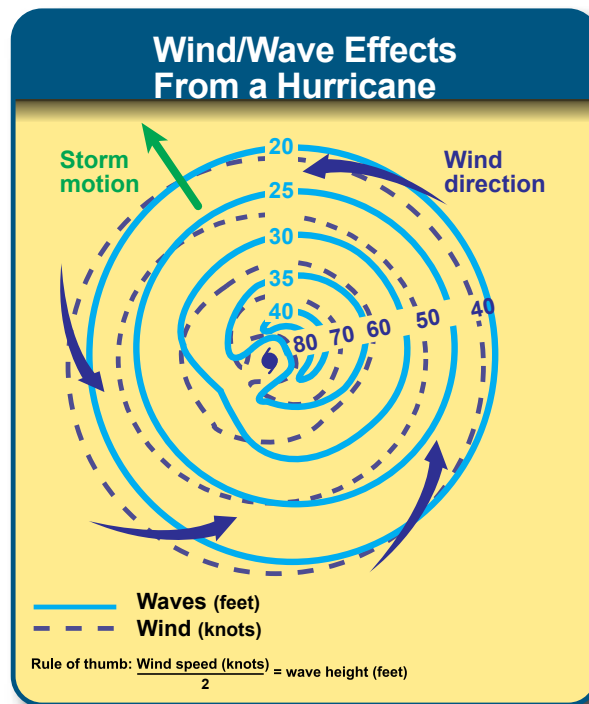 Wind/Wave Effects
From a Hurricane
Storm
motion
Wind
direction
20
25
30
35
40
80 70 60 50 40
Waves (feet)
Wind (knots)
Rule of thumb: Wind speed (knots) = wave height (feet)
2